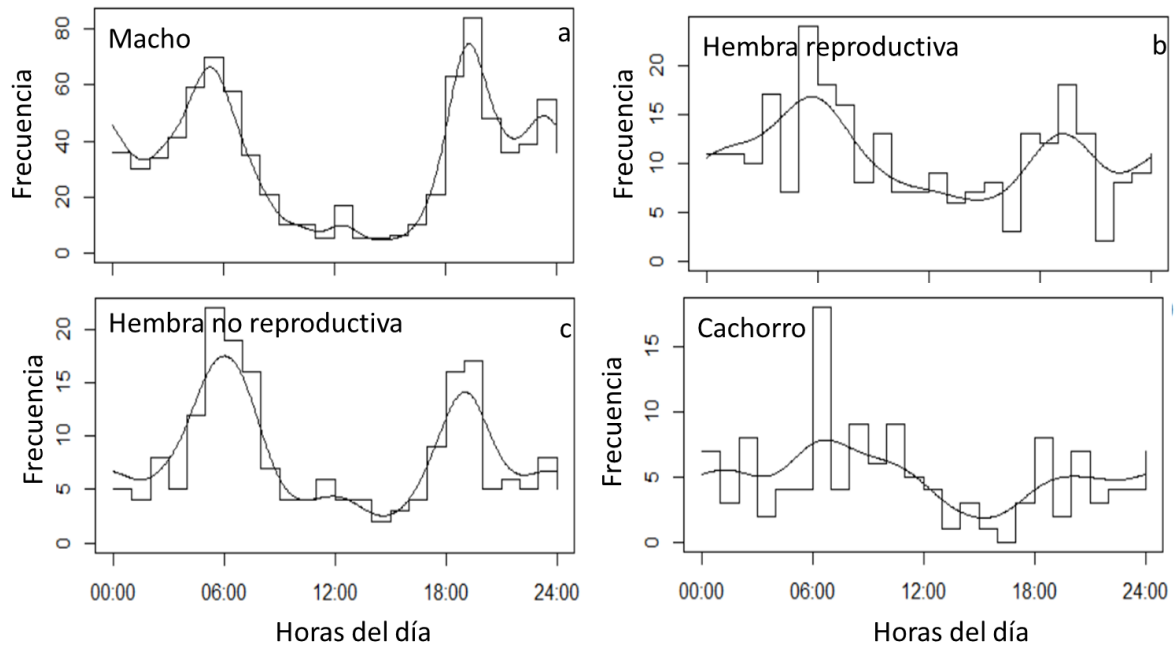 Macho
a
Frecuencia
80
60
40
20
0
Hembra reproductiva
b
Frecuencia
20
15
10
5
0
Hembra no reproductiva
c
Frecuencia
20
15
10
5
0
00:00 06:00 12:00 18:00 24:00
Horas del día
Cachorro
Frecuencia
15
10
5
0
00:00 06:00 12:00 18:00 24:00
Horas del día